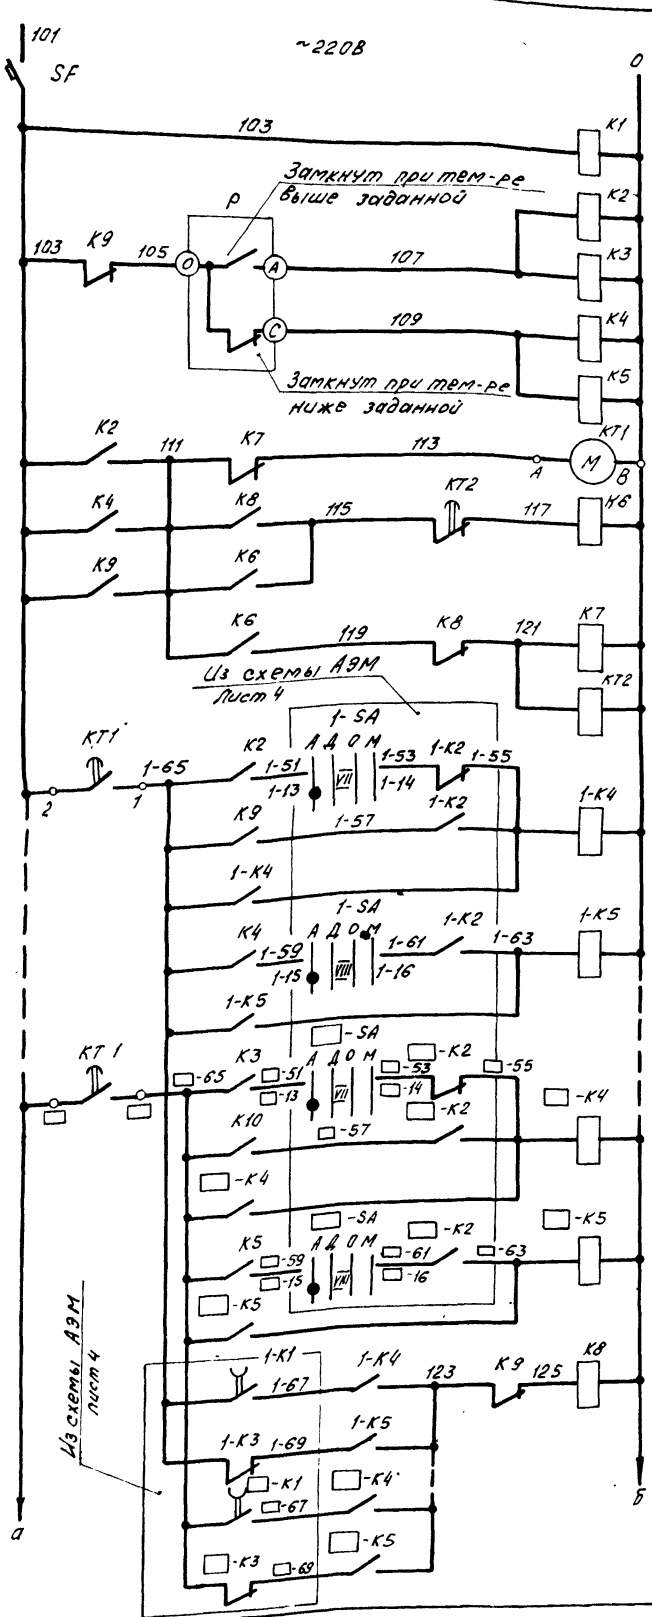 101
~220В
0
SF
103
К1
Замкнут при тем-ре
выше заданной
Р
К2
103
К9
105
О
А
107
К3
С
109
К4
Замкнут при тем-ре
ниже заданной
К5
К2
111
К7
113
А
М
КТ1
В
К4
К8
115
КТ2
117
К6
К9
К6
К6
119
К8
121
К7
Из схемы АЭМ
Лист 4
КТ2
1-SA
КТ1
1-65
К2
1-51
А Д О М
1-53
1-К2
1-55
1-13
VII
1-14
2
1
К9
1-57
1-К2
1-К4
1-К4
1-SA
К4
1-59
А Д О М
1-61
1-К2
1-63
1-К5
1-15
VIII
1-16
1-К5
-SA
КТ1
-65
К3
-51
А Д О М
-53
-К2
-55
-13
VII
-14
К10
-57
-К2
-К4
-К4
-SA
К5
-59
А Д О М
-61
-К2
-63
-К5
-15
VIII
-16
-К5
Из схемы АЭМ
лист 4
1-К1
1-67
1-К4
123
К9
125
К8
1-К3
1-69
1-К5
-К1
-67
-К4
-К3
-69
-К5
а
б